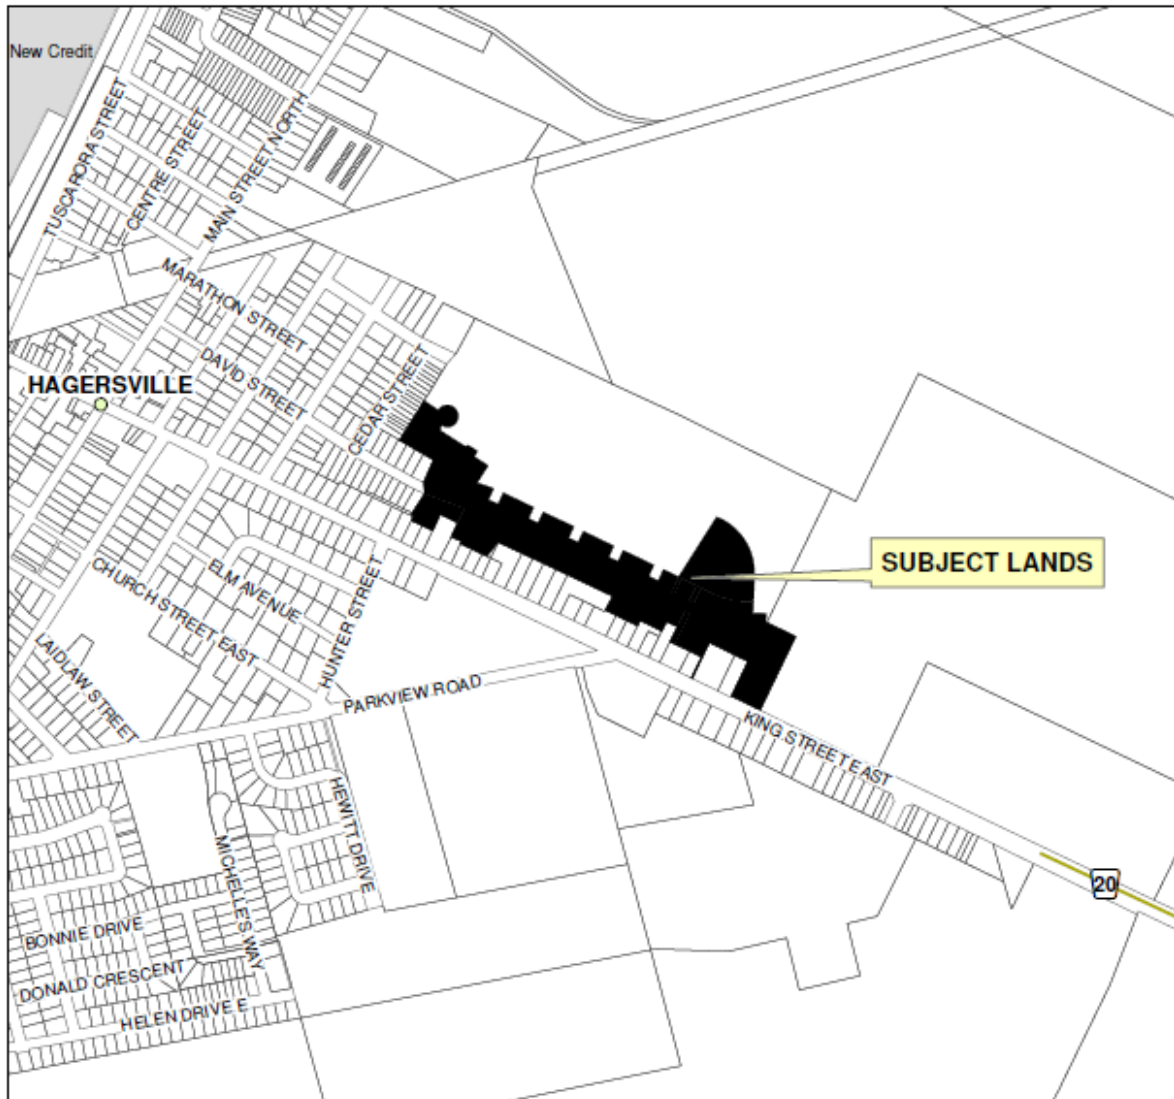 New Credit
TUSCARORA STREET
CENTRE STREET
MAIN STREET NORTH
MARATHON STREET
DAVID STREET
HAGERSVILLE
CEDAR STREET
SUBJECT LANDS
CHURCH STREET EAST
ELM AVENUE
HUNTER STREET
LAIDLAW STREET
PARKVIEW ROAD
KING STREET EAST
HEWITT DRIVE
MICHELLE'S WAY
20
BONNIE DRIVE
DONALD CRESCENT
HELEN DRIVE E